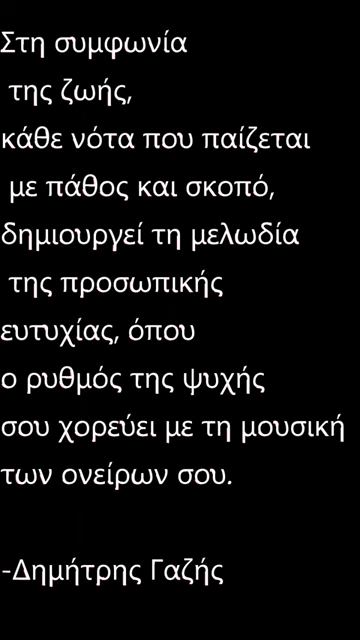 Στη συμφωνία
της ζωής,
κάθε νότα που παίζεται
με πάθος και σκοπό,
δημιουργεί τη μελωδία
της προσωπικής
ευτυχίας, όπου
ο ρυθμός της ψυχής
σου χορεύει με τη μουσική
των ονείρων σου.
-Δημήτρης Γαζής